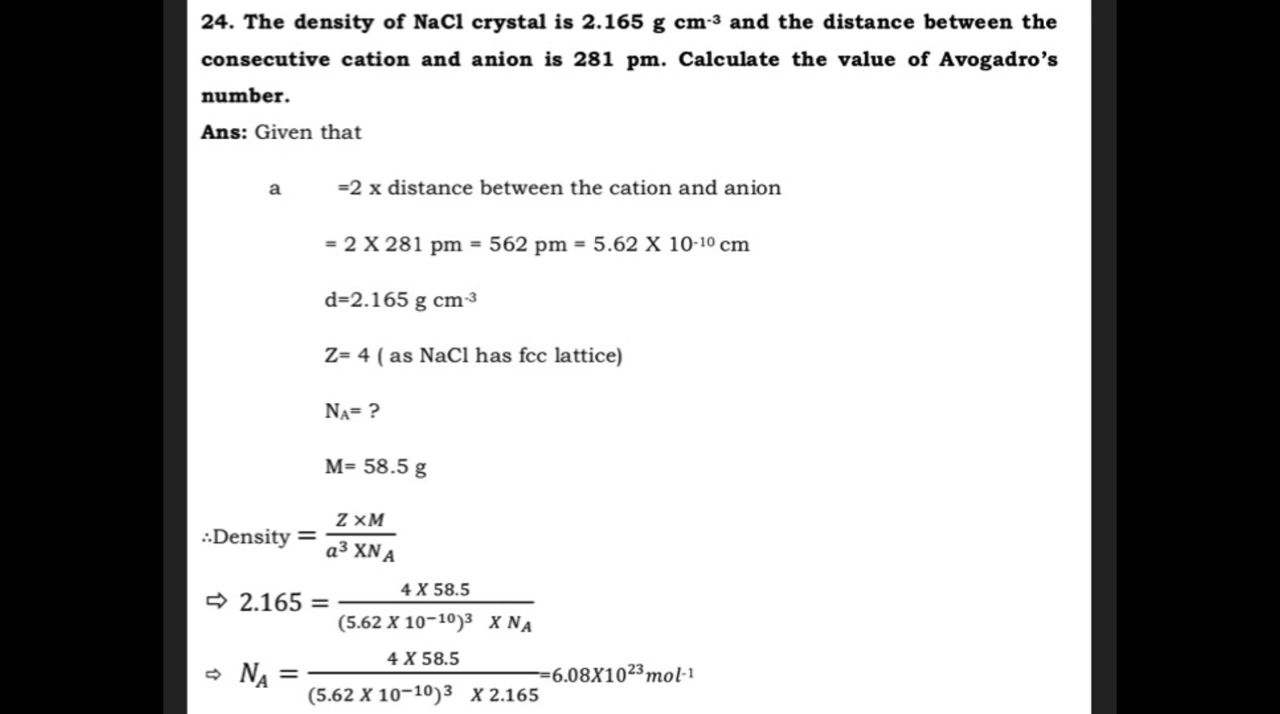 24. The density of NaCl crystal is 2.165 g cm-3 and the distance between the
consecutive cation and anion is 281 pm. Calculate the value of Avogadro's
number.
Ans: Given that
a =2 x distance between the cation and anion
= 2 X 281 pm = 562 pm = 5.62 X 10-10 cm
d=2.165 g cm-3
Z= 4 ( as NaCl has fcc lattice)
NA= ?
M= 58.5 g
∴Density = Z ×M / a3 XNA
⇨ 2.165 = 4 X 58.5 / (5.62 X 10−10)3 X NA
⇨ NA = 4 X 58.5 / (5.62 X 10−10)3 X 2.165 =6.08X1023mol-1